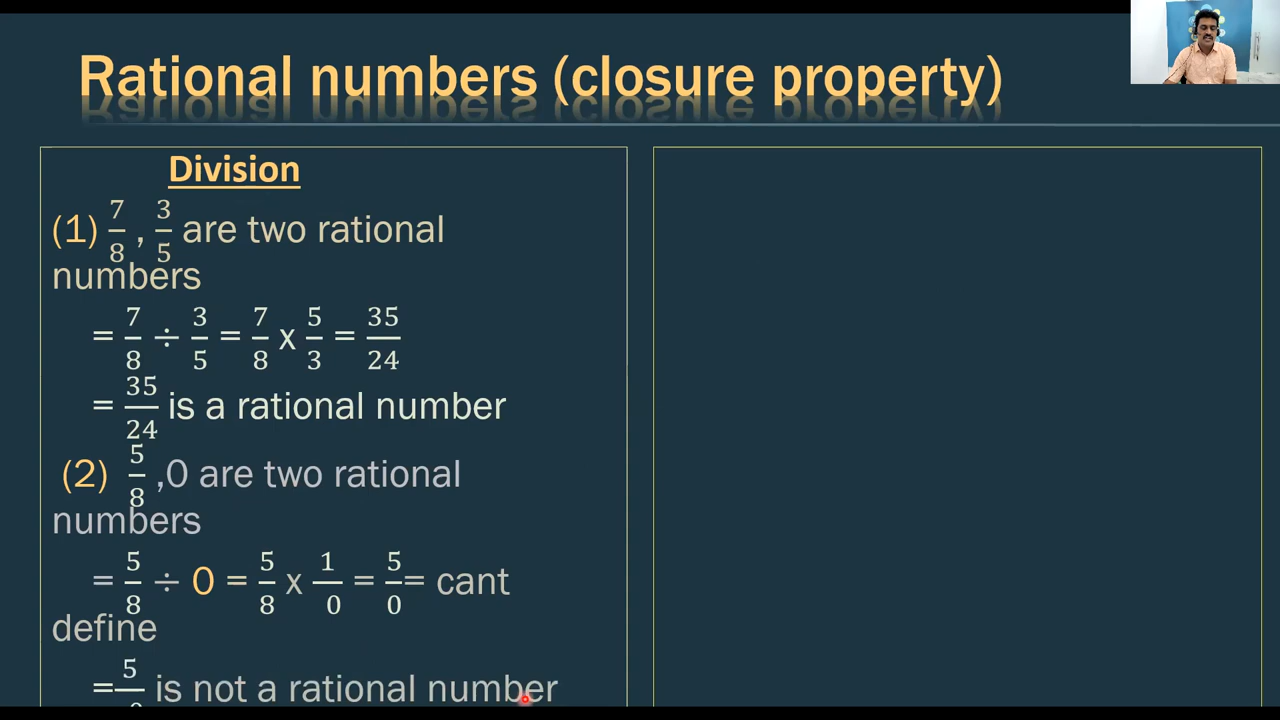 Rational numbers (closure property)
Division
(1) 7/8 , 3/5 are two rational
numbers
= 7/8 ÷ 3/5 = 7/8 x 5/3 = 35/24
= 35/24 is a rational number
(2) 5/8 ,0 are two rational
numbers
= 5/8 ÷ 0 = 5/8 x 1/0 = 5/0= cant
define
=5/0 is not a rational number